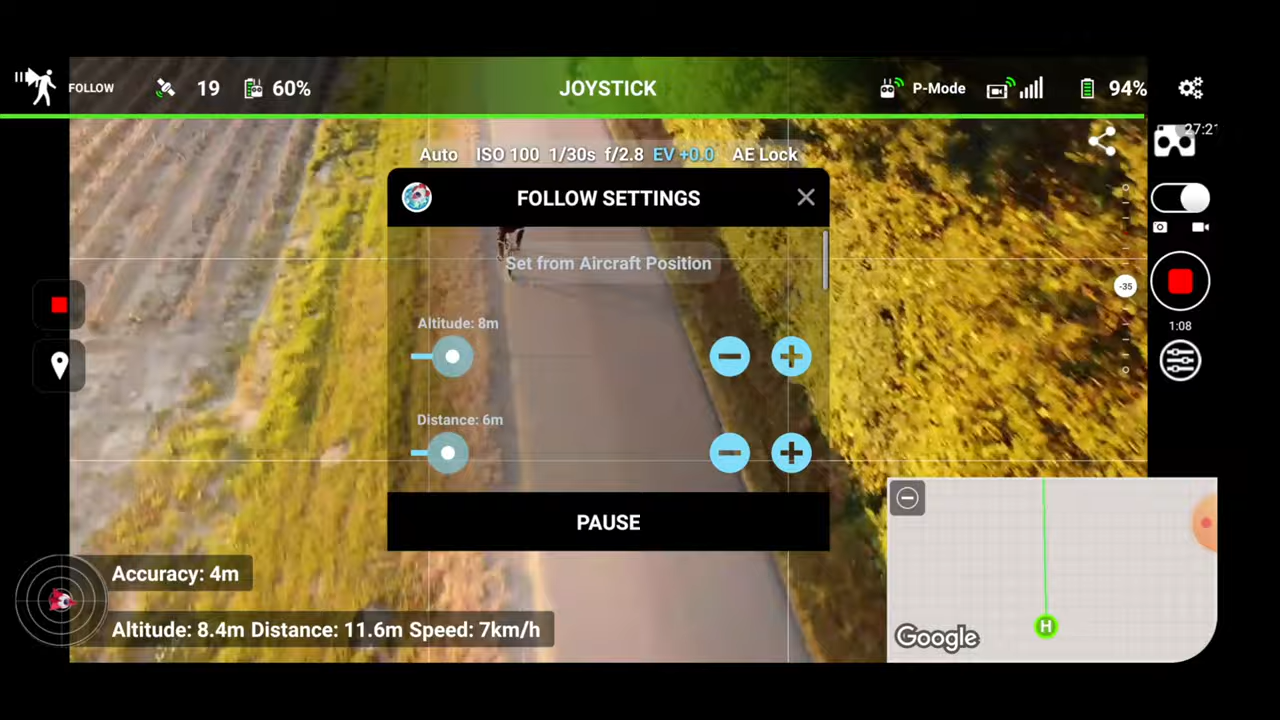 FOLLOW
19
60%
JOYSTICK
P-Mode
94%
27:21
Auto ISO 100 1/30s f/2.8 EV +0.0 AE Lock
FOLLOW SETTINGS
Set from Aircraft Position
Altitude: 8m
-35
1:08
Distance: 6m
PAUSE
Accuracy: 4m
Altitude: 8.4m Distance: 11.6m Speed: 7km/h
H
Google